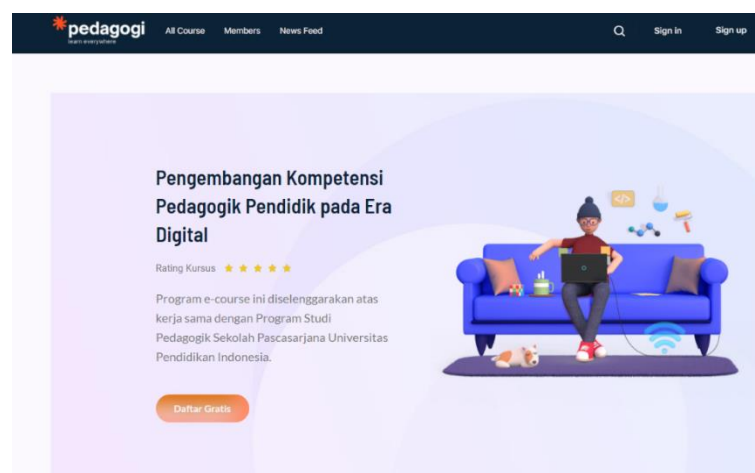 pedagogi
learn everywhere
All Course Members News Feed Sign in Sign up
Pengembangan Kompetensi
Pedagogik Pendidik pada Era
Digital
Rating Kursus
Program e-course ini diselenggarakan atas
kerja sama dengan Program Studi
Pedagogik Sekolah Pascasarjana Universitas
Pendidikan Indonesia.
</>
Daftar Gratis